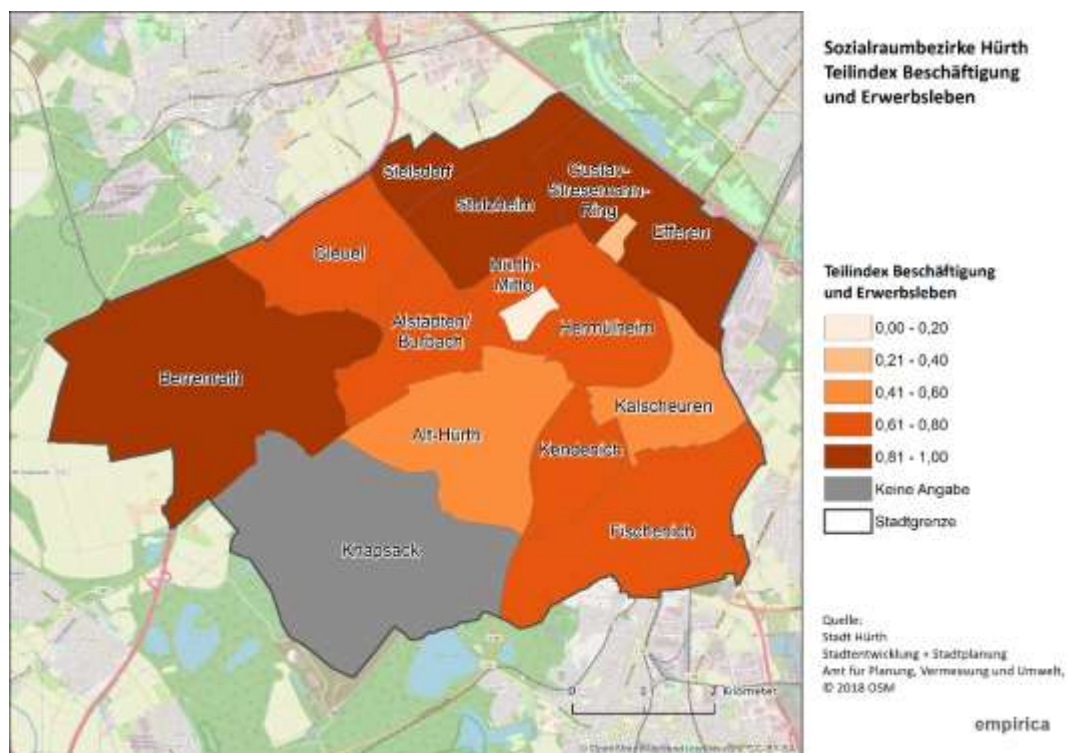 Sozialraumbezirke Hürth
Teilindex Beschäftigung
und Erwerbsleben
Sielsdorf
Stotzheim
Gustav-
Stresemann-
Ring
Efferen
Gleuel
Hürth-
Mitte
Alstädten/
Burbach
Hermülheim
Berrenrath
Kalscheuren
Alt-Hürth
Kendenich
Fischenich
Knapsack
Teilindex Beschäftigung
und Erwerbsleben
0,00 - 0,20
0,21 - 0,40
0,41 - 0,60
0,61 - 0,80
0,81 - 1,00
Keine Angabe
Stadtgrenze
Quelle:
Stadt Hürth
Stadtentwicklung + Stadtplanung
Amt für Planung, Vermessung und Umwelt,
© 2018 OSM
0 1 2 Kilometer
empirica